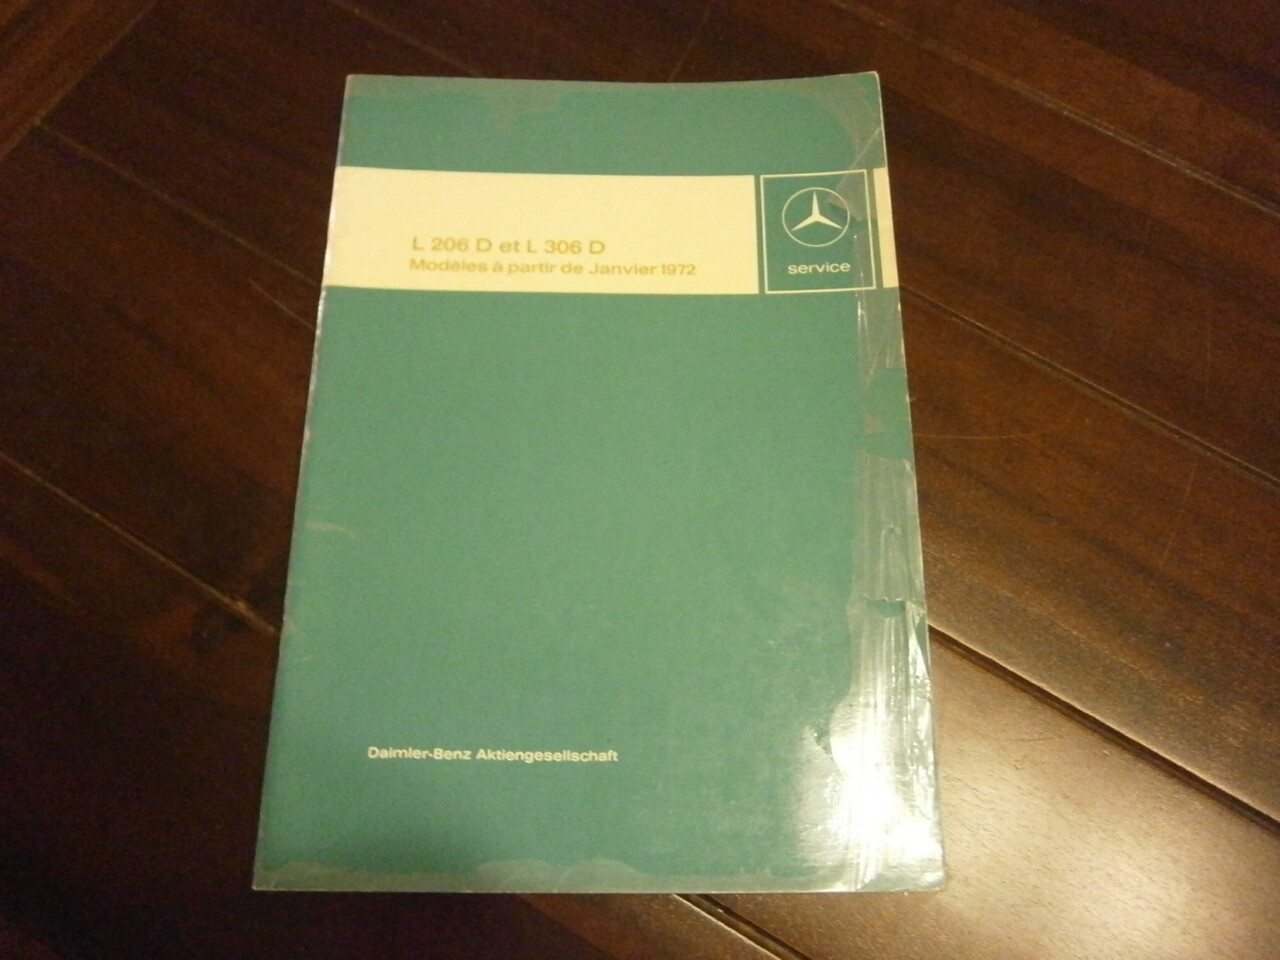 L 206 D et L 306 D
Modèles à partir de Janvier 1972
service
Daimler-Benz Aktiengesellschaft